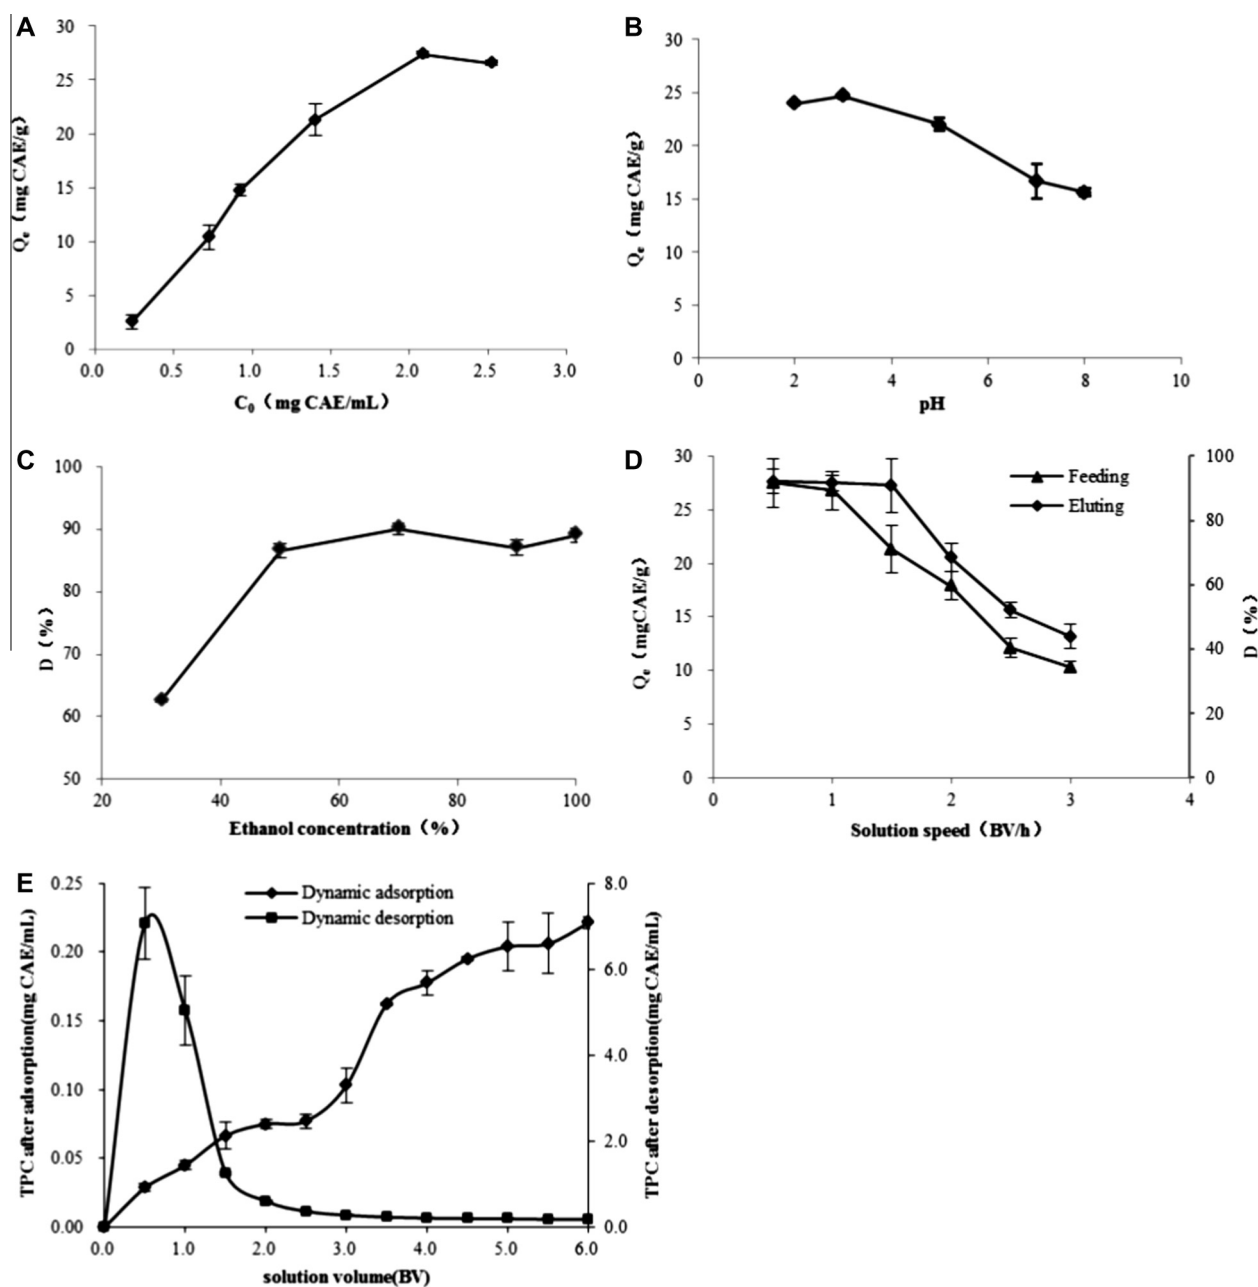 A
30
25
20
15
10
5
0
Qe（mg CAE/g）
0.0 0.5 1.0 1.5 2.0 2.5 3.0
C0（mg CAE/mL）
B
30
25
20
15
10
5
0
Qe（mg CAE/g）
0 2 4 6 8 10
pH
C
100
90
80
70
60
50
D（%）
20 40 60 80 100
Ethanol concentration（%）
D
30
25
20
15
10
5
0
Qe（mgCAE/g）
Feeding
Eluting
100
80
60
40
20
0
D（%）
0 1 2 3 4
Solution speed（BV/h）
E
0.25
0.20
0.15
0.10
0.05
0.00
TPC after adsorption(mg CAE/mL)
Dynamic adsorption
Dynamic desorption
8.0
6.0
4.0
2.0
0.0
TPC after desorption(mg CAE/mL)
0.0 1.0 2.0 3.0 4.0 5.0 6.0
solution volume(BV)